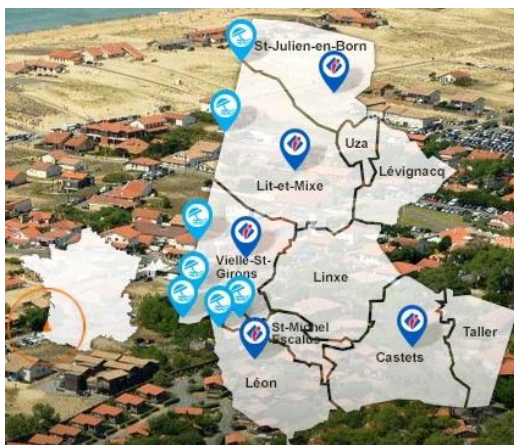 St-Julien-en-Born
Uza
Lévignacq
Lit-et-Mixe
Vielle-St-
Girons
Linxe
St-Michel
Escalus
Castets
Taller
Léon